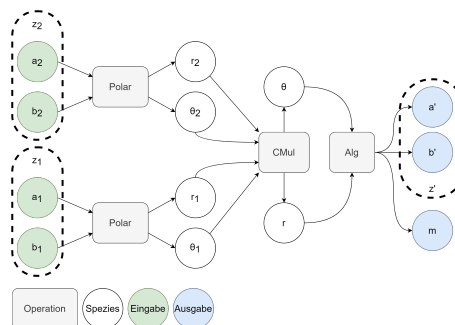 z2
a2
b2
Polar
r2
θ2
z1
a1
b1
Polar
r1
θ1
θ
CMul
r
Alg
a'
b'
z'
m
Operation
Spezies
Eingabe
Ausgabe